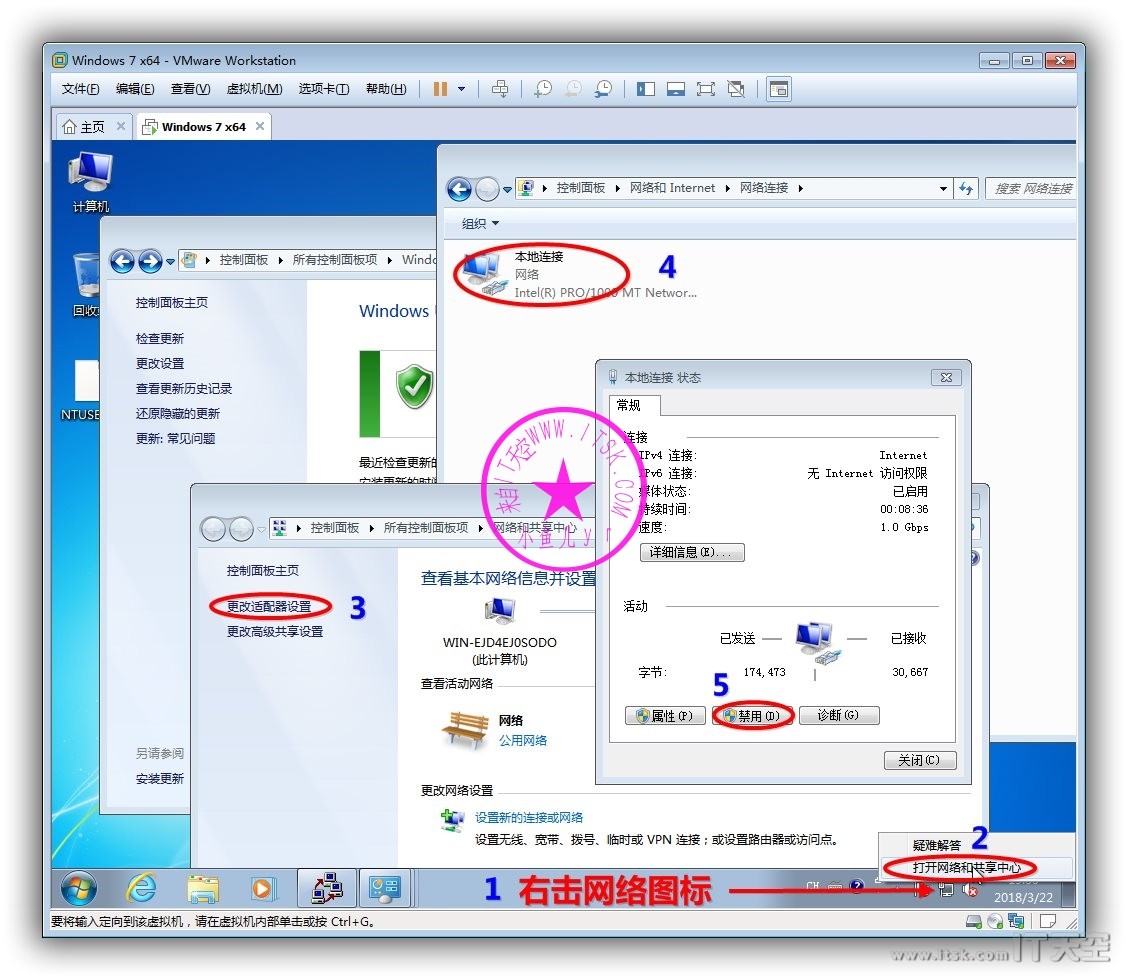 Windows 7 x64 - VMware Workstation
文件(F) 编辑(E) 查看(V) 虚拟机(M) 选项卡(T) 帮助(H)
主页 Windows 7 x64
计算机
控制面板 网络和 Internet 网络连接 搜索 网络连接
组织
本地连接
网络
Intel(R) PRO/1000 MT Networ...
4
控制面板 所有控制面板项
回收
NTUSE
控制面板主页
检查更新
更改设置
查看更新历史记录
还原隐藏的更新
更新: 常见问题
另请参阅
安装更新
Windows
最近检查更新的
安装更新的时间
本地连接 状态
常规
连接
IPv4 连接: Internet
IPv6 连接: 无 Internet 访问权限
媒体状态: 已启用
持续时间: 00:08:36
速度: 1.0 Gbps
详细信息(E)...
活动
已发送 已接收
字节: 174,473 30,667
5
属性(P) 禁用(D) 诊断(G)
关闭(C)
来自IT天空WWW.ITSK.COM
小鱼儿yr
控制面板 所有控制面板项 网络和共享中心
控制面板主页
更改适配器设置
3
更改高级共享设置
查看基本网络信息并设置
WIN-EJD4EJ0SODO
(此计算机)
查看活动网络
网络
公用网络
更改网络设置
设置新的连接或网络
设置无线、宽带、拨号、临时或 VPN 连接；或设置路由器或访问点。
疑难解答
2
打开网络和共享中心
1 右击网络图标
CH
2018/3/22
要将输入定向到该虚拟机，请在虚拟机内部单击或按 Ctrl+G。
www.itsk.com IT天空